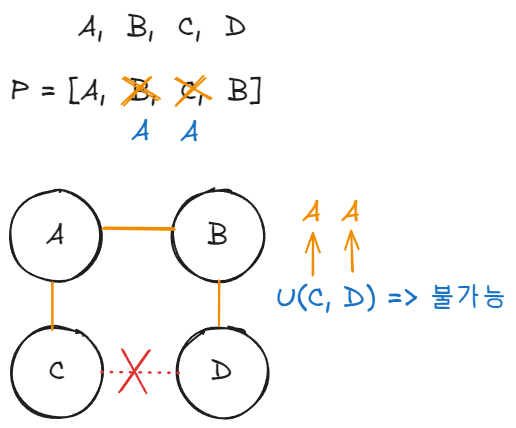 A, B, C, D
P = [A, B, C, B]
A A
A B
A A
U(C, D) => 불가능
C D